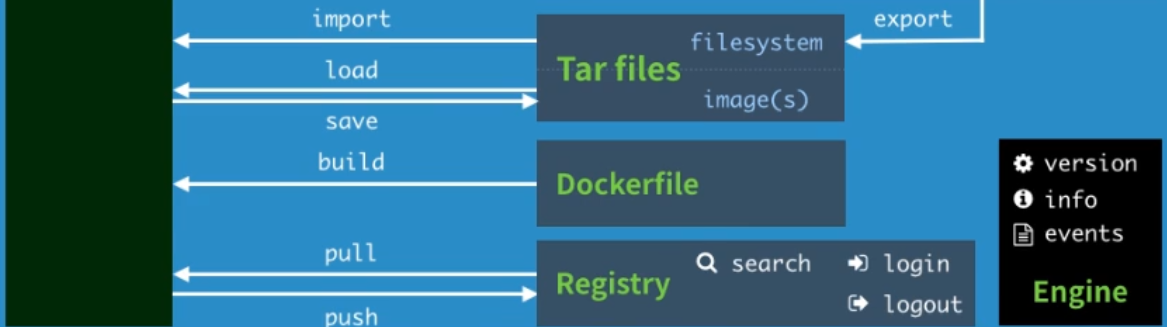 import
export
filesystem
Tar files
load
image(s)
save
build
Dockerfile
version
info
events
Engine
pull
search
login
Registry
logout
push